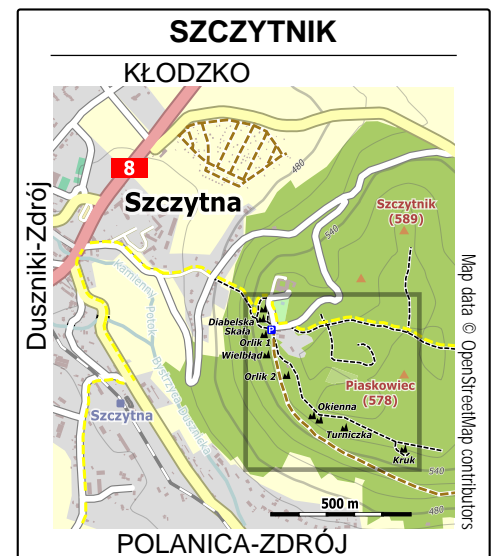 SZCZYTNIK
KŁODZKO
Duszniki-Zdrój
480
8
Szczytna
Szczytnik
(589)
540
Kamienny Potok
Bystrzyca Dusznicka
Diabelska
Skała
P
Orlik 1
Wielbłąd
Orlik 2
Piaskowiec
(578)
Okienna
Turniczka
Kruk
Szczytna
540
500 m
480
POLANICA-ZDRÓJ
Map data © OpenStreetMap contributors